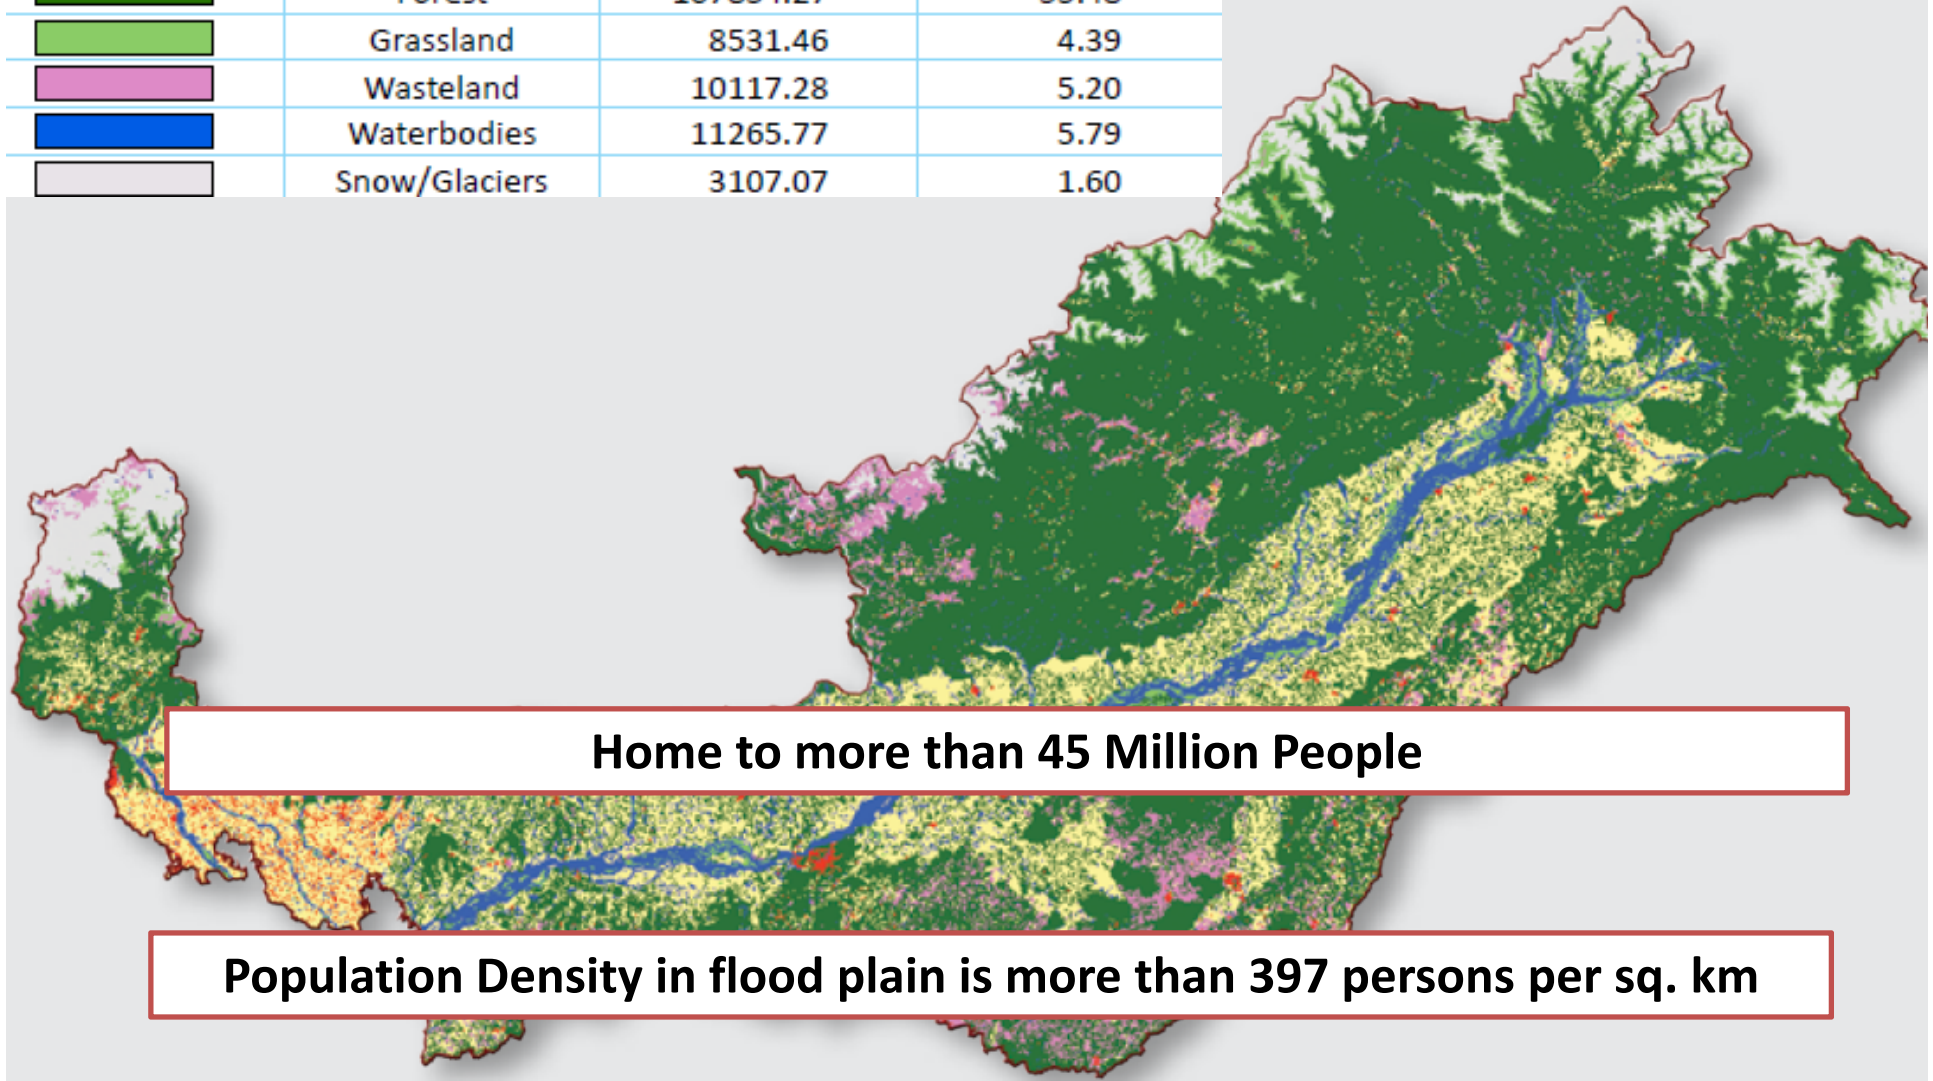 Grassland 8531.46 4.39
Wasteland 10117.28 5.20
Waterbodies 11265.77 5.79
Snow/Glaciers 3107.07 1.60
Home to more than 45 Million People
Population Density in flood plain is more than 397 persons per sq. km